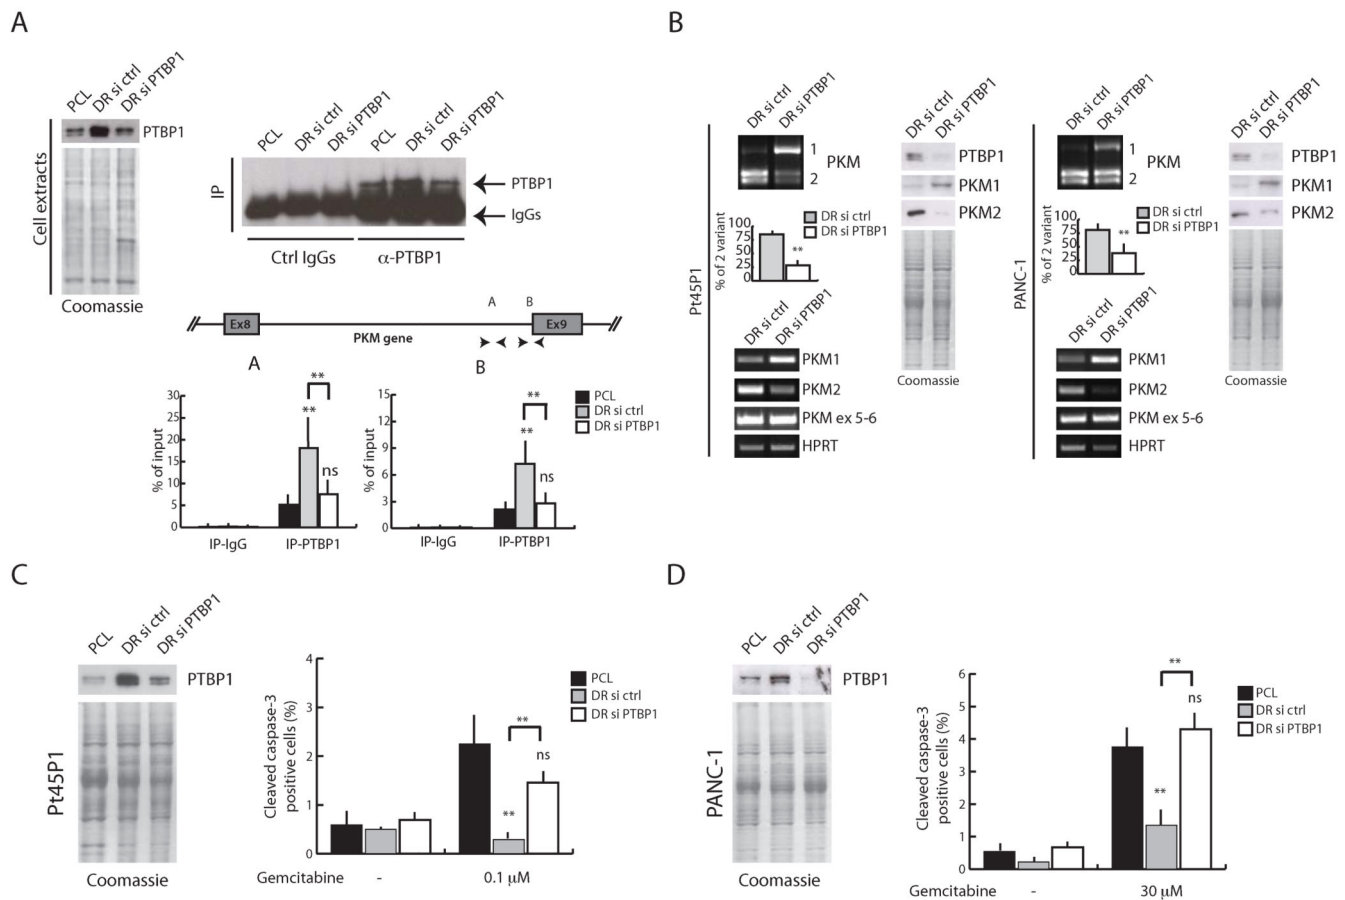 A
PCL
DR si ctrl
DR si PTBP1
PTBP1
Cell extracts
Coomassie
PCL
DR si ctrl
DR si PTBP1
PCL
DR si ctrl
DR si PTBP1
IP
PTBP1
IgGs
Ctrl IgGs
α-PTBP1
A
B
Ex8
Ex9
PKM gene
A
% of input
30
25
20
15
10
5
0
**
**
ns
IP-IgG
IP-PTBP1
B
% of input
15
12
9
6
3
0
**
**
ns
IP-IgG
IP-PTBP1
PCL
DR si ctrl
DR si PTBP1
B
Pt45P1
DR si ctrl
DR si PTBP1
1
PKM
2
% of 2 variant
100
75
50
25
0
**
DR si ctrl
DR si PTBP1
DR si ctrl
DR si PTBP1
PKM1
PKM2
PKM ex 5-6
HPRT
DR si ctrl
DR si PTBP1
PTBP1
PKM1
PKM2
Coomassie
PANC-1
DR si ctrl
DR si PTBP1
1
PKM
2
% of 2 variant
100
75
50
25
0
**
DR si ctrl
DR si PTBP1
DR si ctrl
DR si PTBP1
PKM1
PKM2
PKM ex 5-6
HPRT
DR si ctrl
DR si PTBP1
PTBP1
PKM1
PKM2
Coomassie
C
Pt45P1
PCL
DR si ctrl
DR si PTBP1
PTBP1
Coomassie
Cleaved caspase-3
positive cells (%)
4
3
2
1
0
**
**
ns
PCL
DR si ctrl
DR si PTBP1
Gemcitabine - 0.1 µM
D
PANC-1
PCL
DR si ctrl
DR si PTBP1
PTBP1
Coomassie
Cleaved caspase-3
positive cells (%)
6
5
4
3
2
1
0
**
**
ns
PCL
DR si ctrl
DR si PTBP1
Gemcitabine - 30 µM